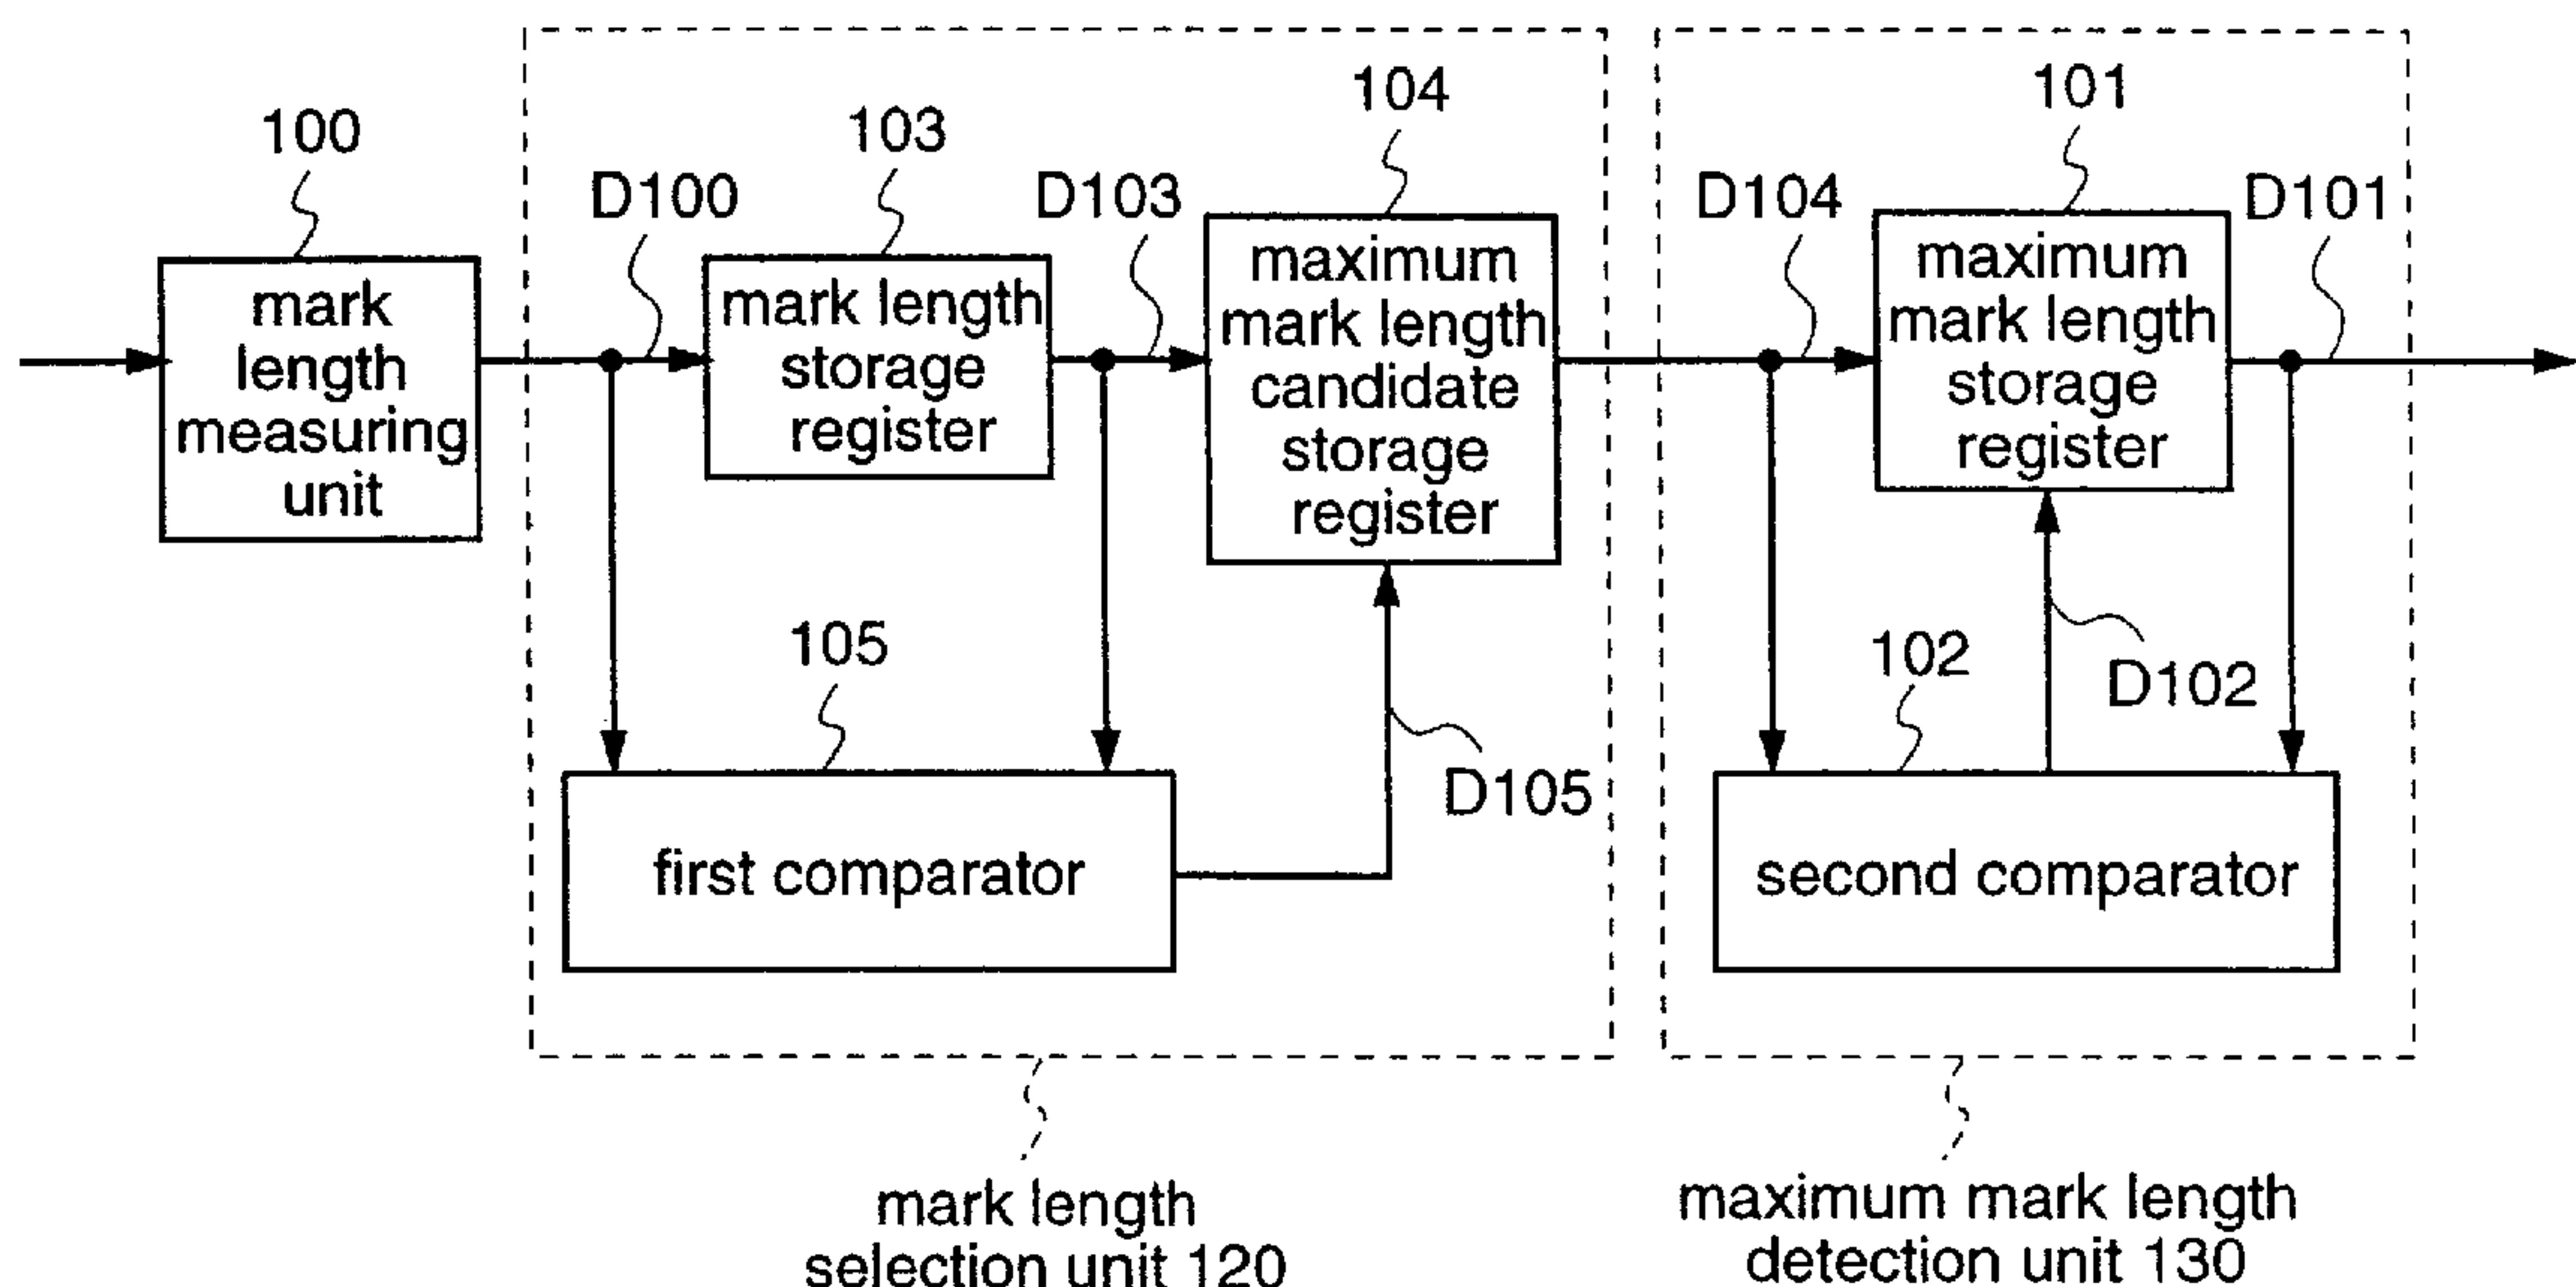 100
mark
length
measuring
unit
D100
103
mark length
storage
register
D103
104
maximum
mark length
candidate
storage
register
105
first comparator
D105
mark length
selection unit 120
D104
101
maximum
mark length
storage
register
D101
102
D102
second comparator
maximum mark length
detection unit 130